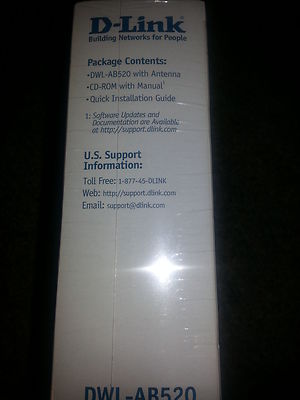 D-Link
Building Networks for People
Package Contents:
•DWL-AB520 with Antenna
•CD-ROM with Manual¹
•Quick Installation Guide
1: Software Updates and
Documentation are Available
at http://support.dlink.com
U.S. Support
Information:
Toll Free: 1-877-45-DLINK
Web: http://support.dlink.com
Email: support@dlink.com
DWL-AB520